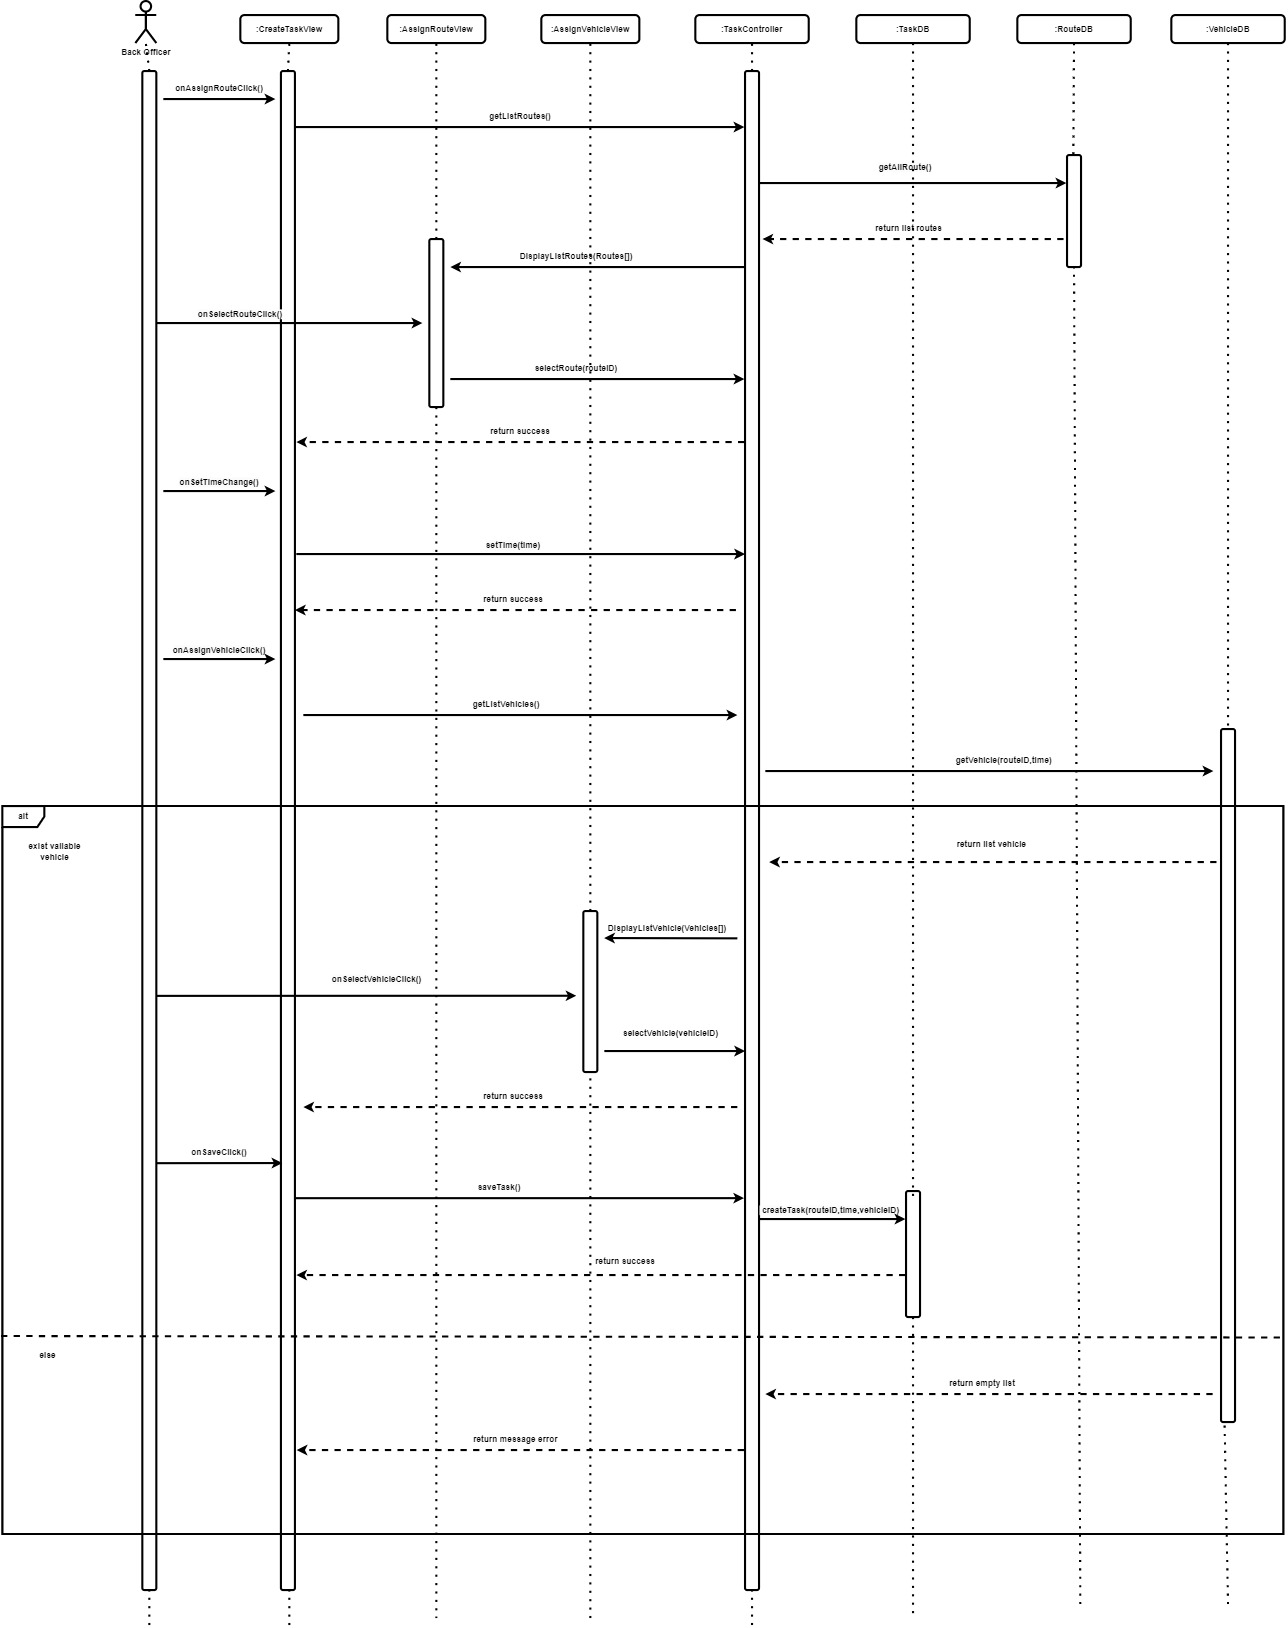 Back Officer
:CreateTaskView
:AssignRouteView
:AssignVehicleView
:TaskController
:TaskDB
:RouteDB
:VehicleDB
onAssignRouteClick()
getListRoutes()
getAllRoute()
return list routes
DisplayListRoutes(Routes[])
onSelectRouteClick()
selectRoute(routeID)
return success
onSetTimeChange()
setTime(time)
return success
onAssignVehicleClick()
getListVehicles()
getVehicle(routeID,time)
alt
exist vailable
vehicle
return list vehicle
DisplayListVehicle(Vehicles[])
onSelectVehicleClick()
selectVehicle(vehicleID)
return success
onSaveClick()
saveTask()
createTask(routeID,time,vehicleID)
return success
else
return empty list
return message error